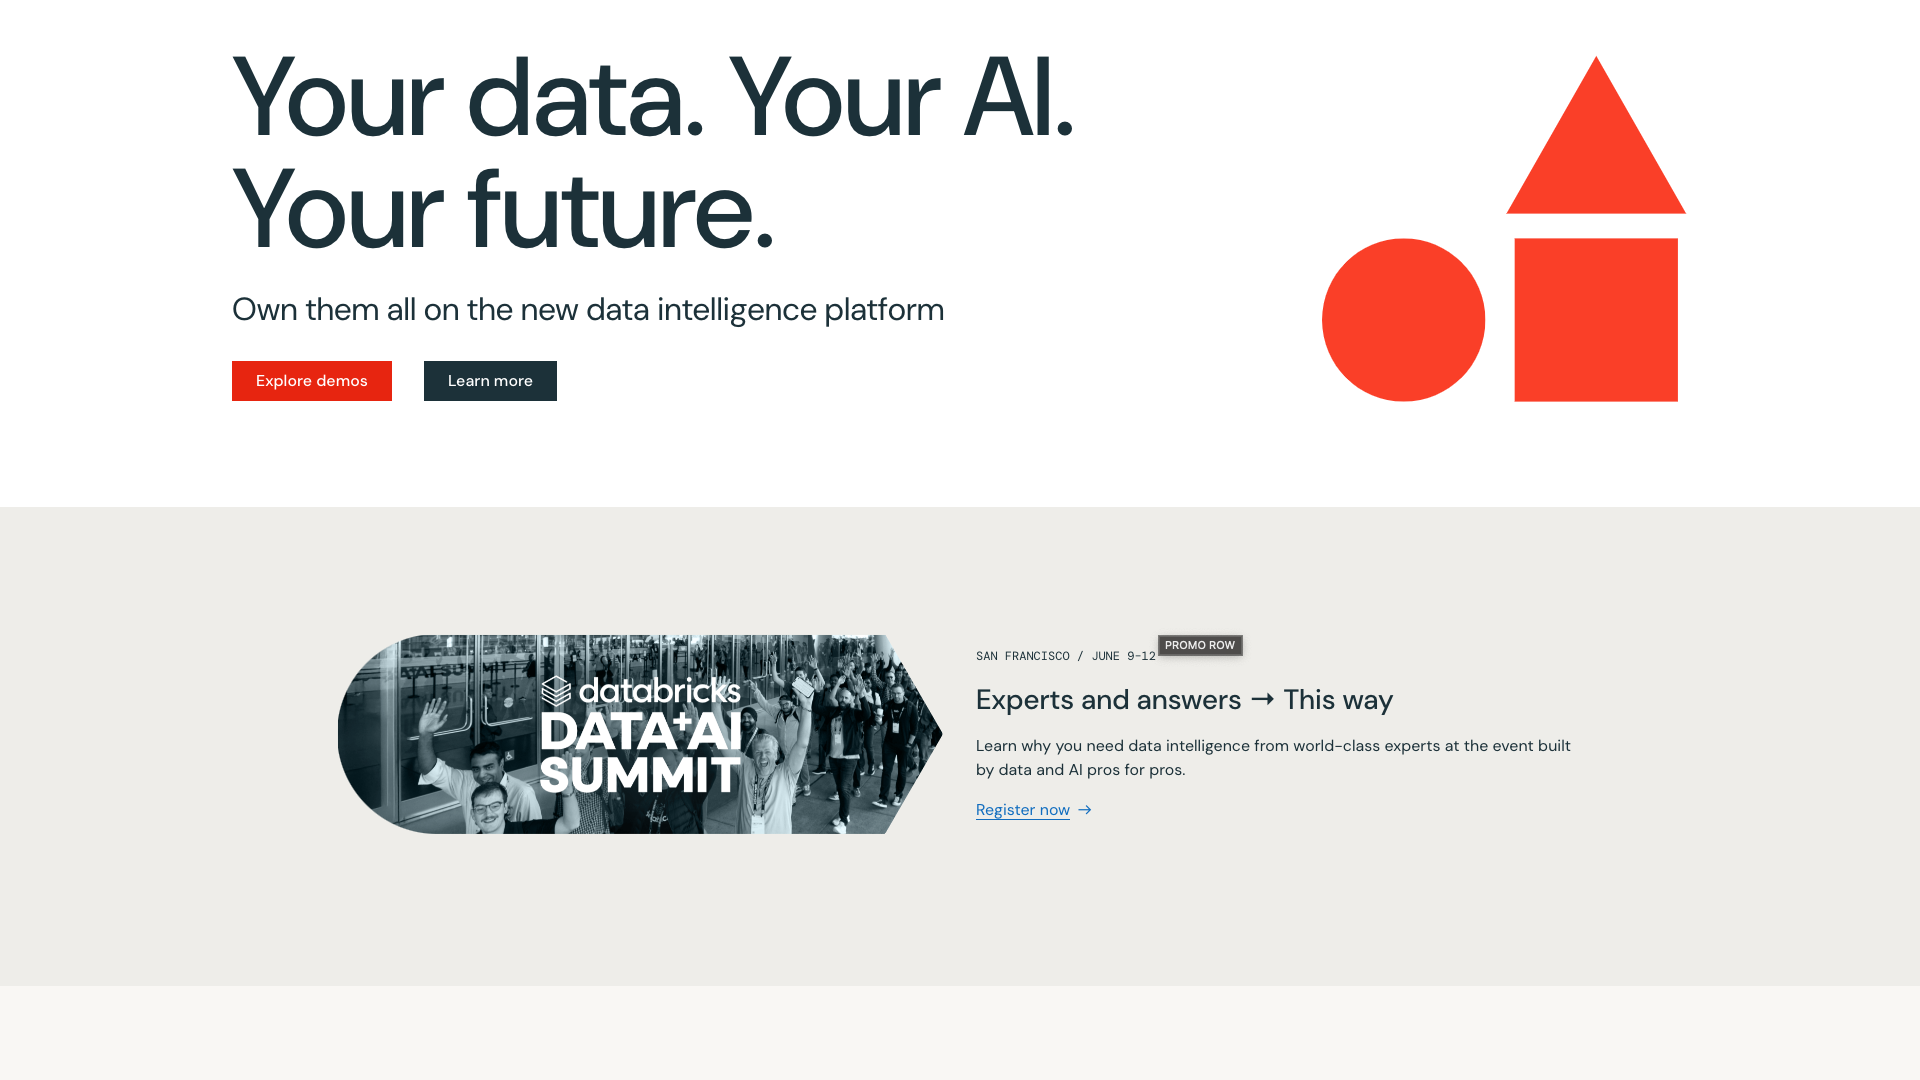 Your data. Your AI.
Your future.
Own them all on the new data intelligence platform
Explore demos
Learn more
databricks
DATA+AI
SUMMIT
SAN FRANCISCO / JUNE 9-12
PROMO ROW
Experts and answers → This way
Learn why you need data intelligence from world-class experts at the event built
by data and AI pros for pros.
Register now →